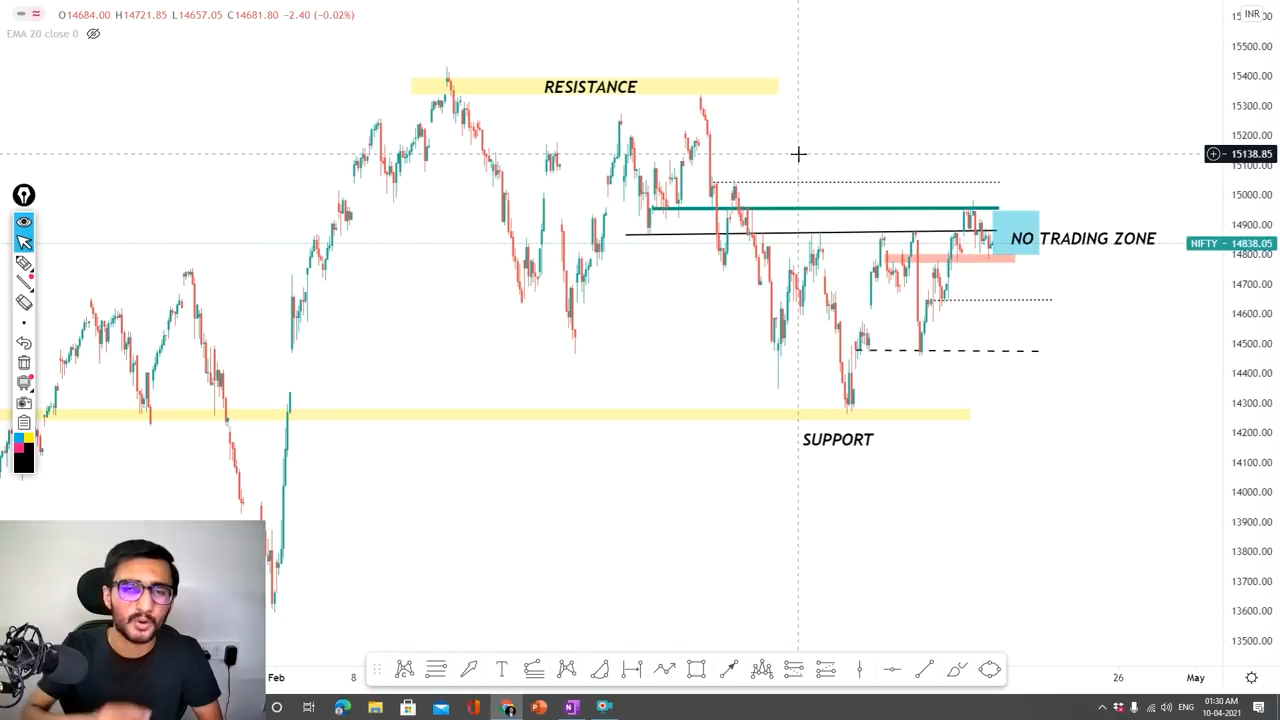 O14684.00 H14721.85 L14657.05 C14681.80 −2.40 (−0.02%)
EMA 20 close 0
INR
15500.00
15400.00
15300.00
15200.00
15138.85
15100.00
15000.00
14900.00
NIFTY 14838.05
14800.00
14700.00
14600.00
14500.00
14400.00
14300.00
14200.00
14100.00
14000.00
13900.00
13800.00
13700.00
13600.00
13500.00
RESISTANCE
NO TRADING ZONE
SUPPORT
Feb
8
26
May
ENG
01:30 AM
10-04-2021